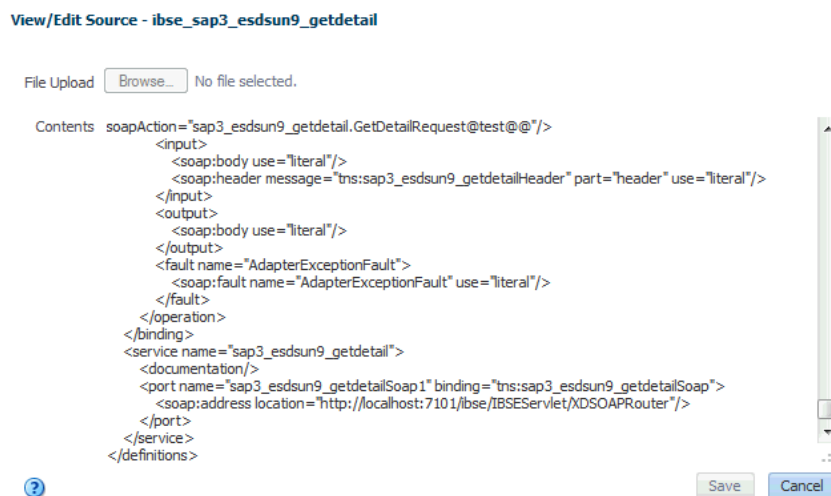 View/Edit Source - ibse_sap3_esdsun9_getdetail
File Upload Browse... No file selected.
Contents soapAction="sap3_esdsun9_getdetail.GetDetailRequest@test@@"/>
<input>
<soap:body use="literal"/>
<soap:header message="tns:sap3_esdsun9_getdetailHeader" part="header" use="literal"/>
</input>
<output>
<soap:body use="literal"/>
</output>
<fault name="AdapterExceptionFault">
<soap:fault name="AdapterExceptionFault" use="literal"/>
</fault>
</operation>
</binding>
<service name="sap3_esdsun9_getdetail">
<documentation/>
<port name="sap3_esdsun9_getdetailSoap1" binding="tns:sap3_esdsun9_getdetailSoap">
<soap:address location="http://localhost:7101/ibse/IBSEServlet/XDSOAPRouter"/>
</port>
</service>
</definitions>
? Save Cancel